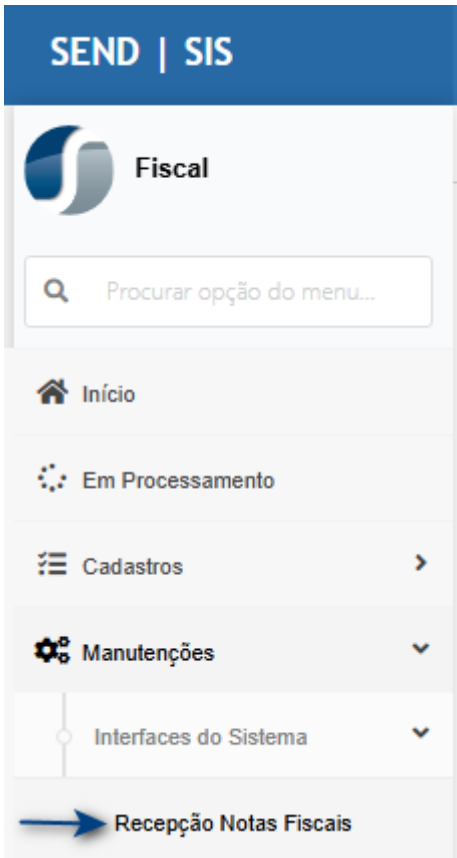 SEND | SIS
Fiscal
Procurar opção do menu...
Início
Em Processamento
Cadastros
Manutenções
Interfaces do Sistema
Recepção Notas Fiscais